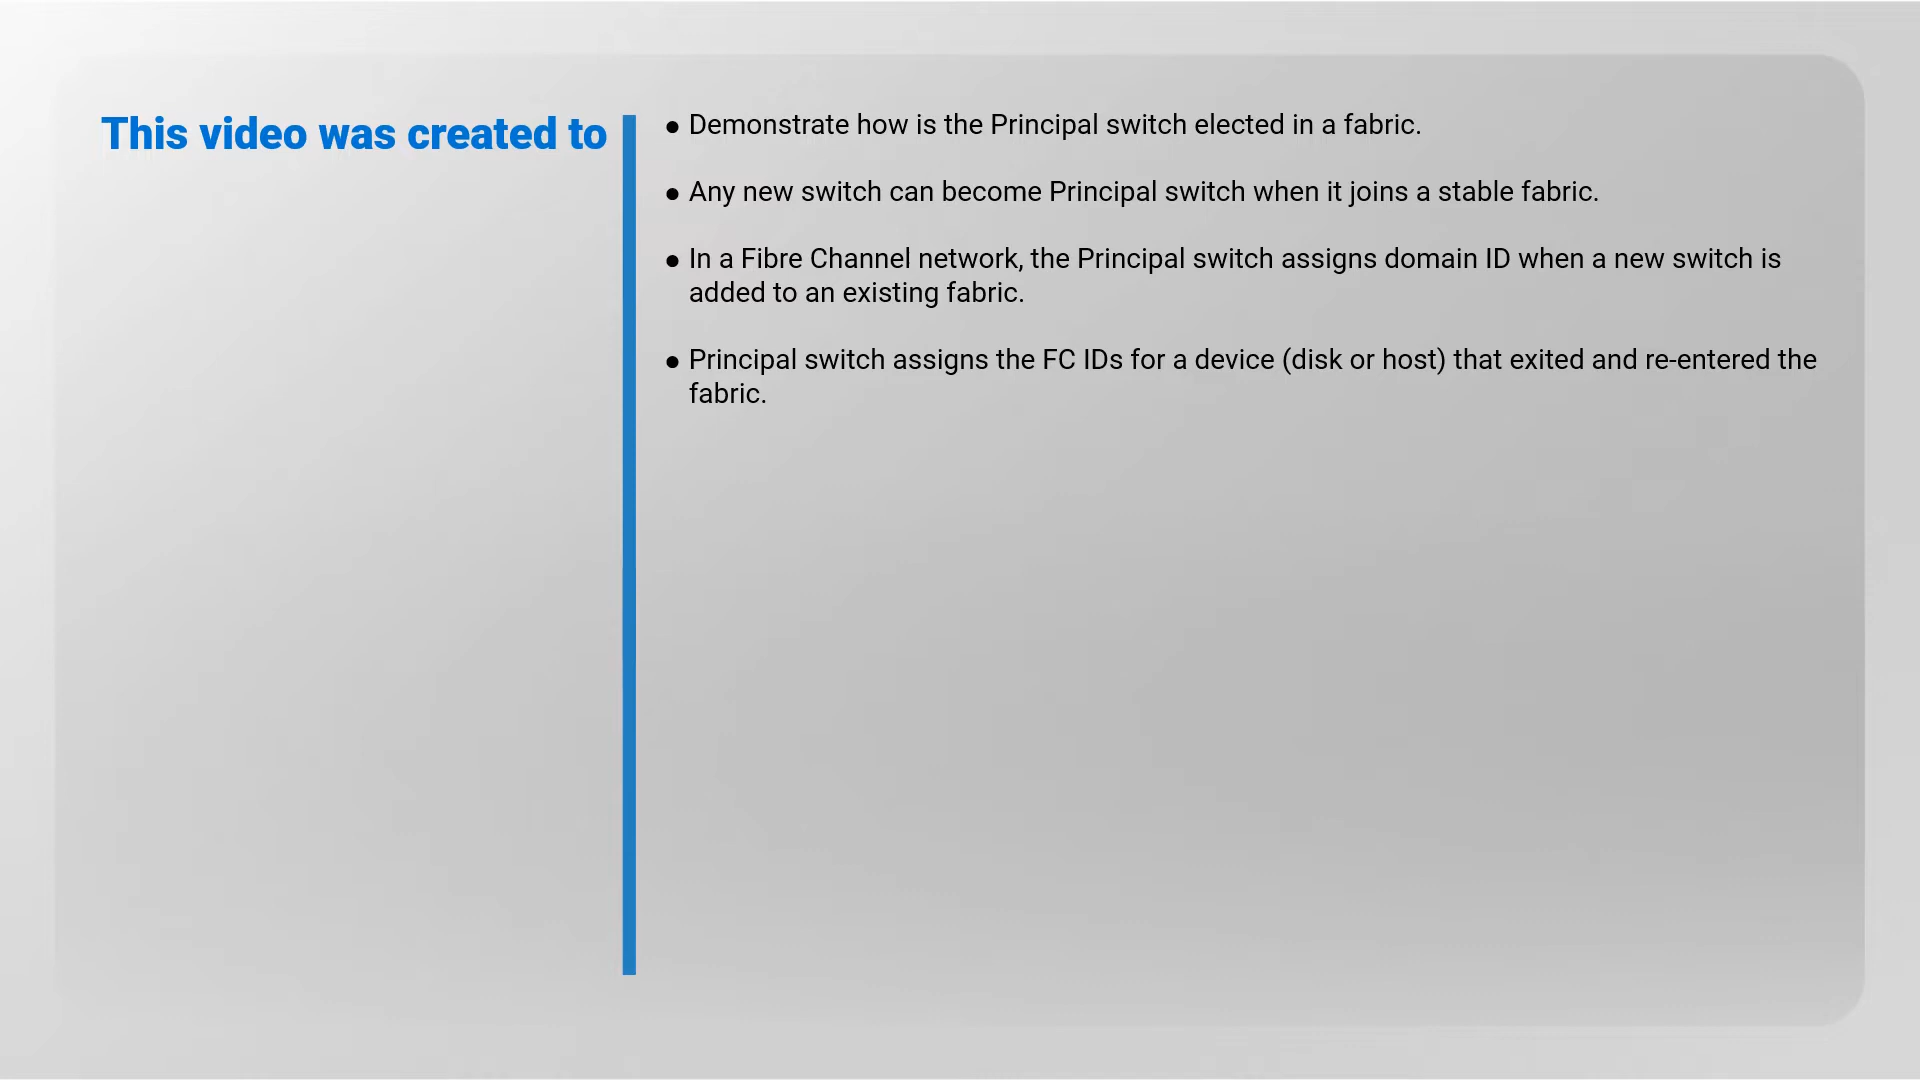 This video was created to
● Demonstrate how is the Principal switch elected in a fabric.
● Any new switch can become Principal switch when it joins a stable fabric.
● In a Fibre Channel network, the Principal switch assigns domain ID when a new switch is
added to an existing fabric.
● Principal switch assigns the FC IDs for a device (disk or host) that exited and re-entered the
fabric.